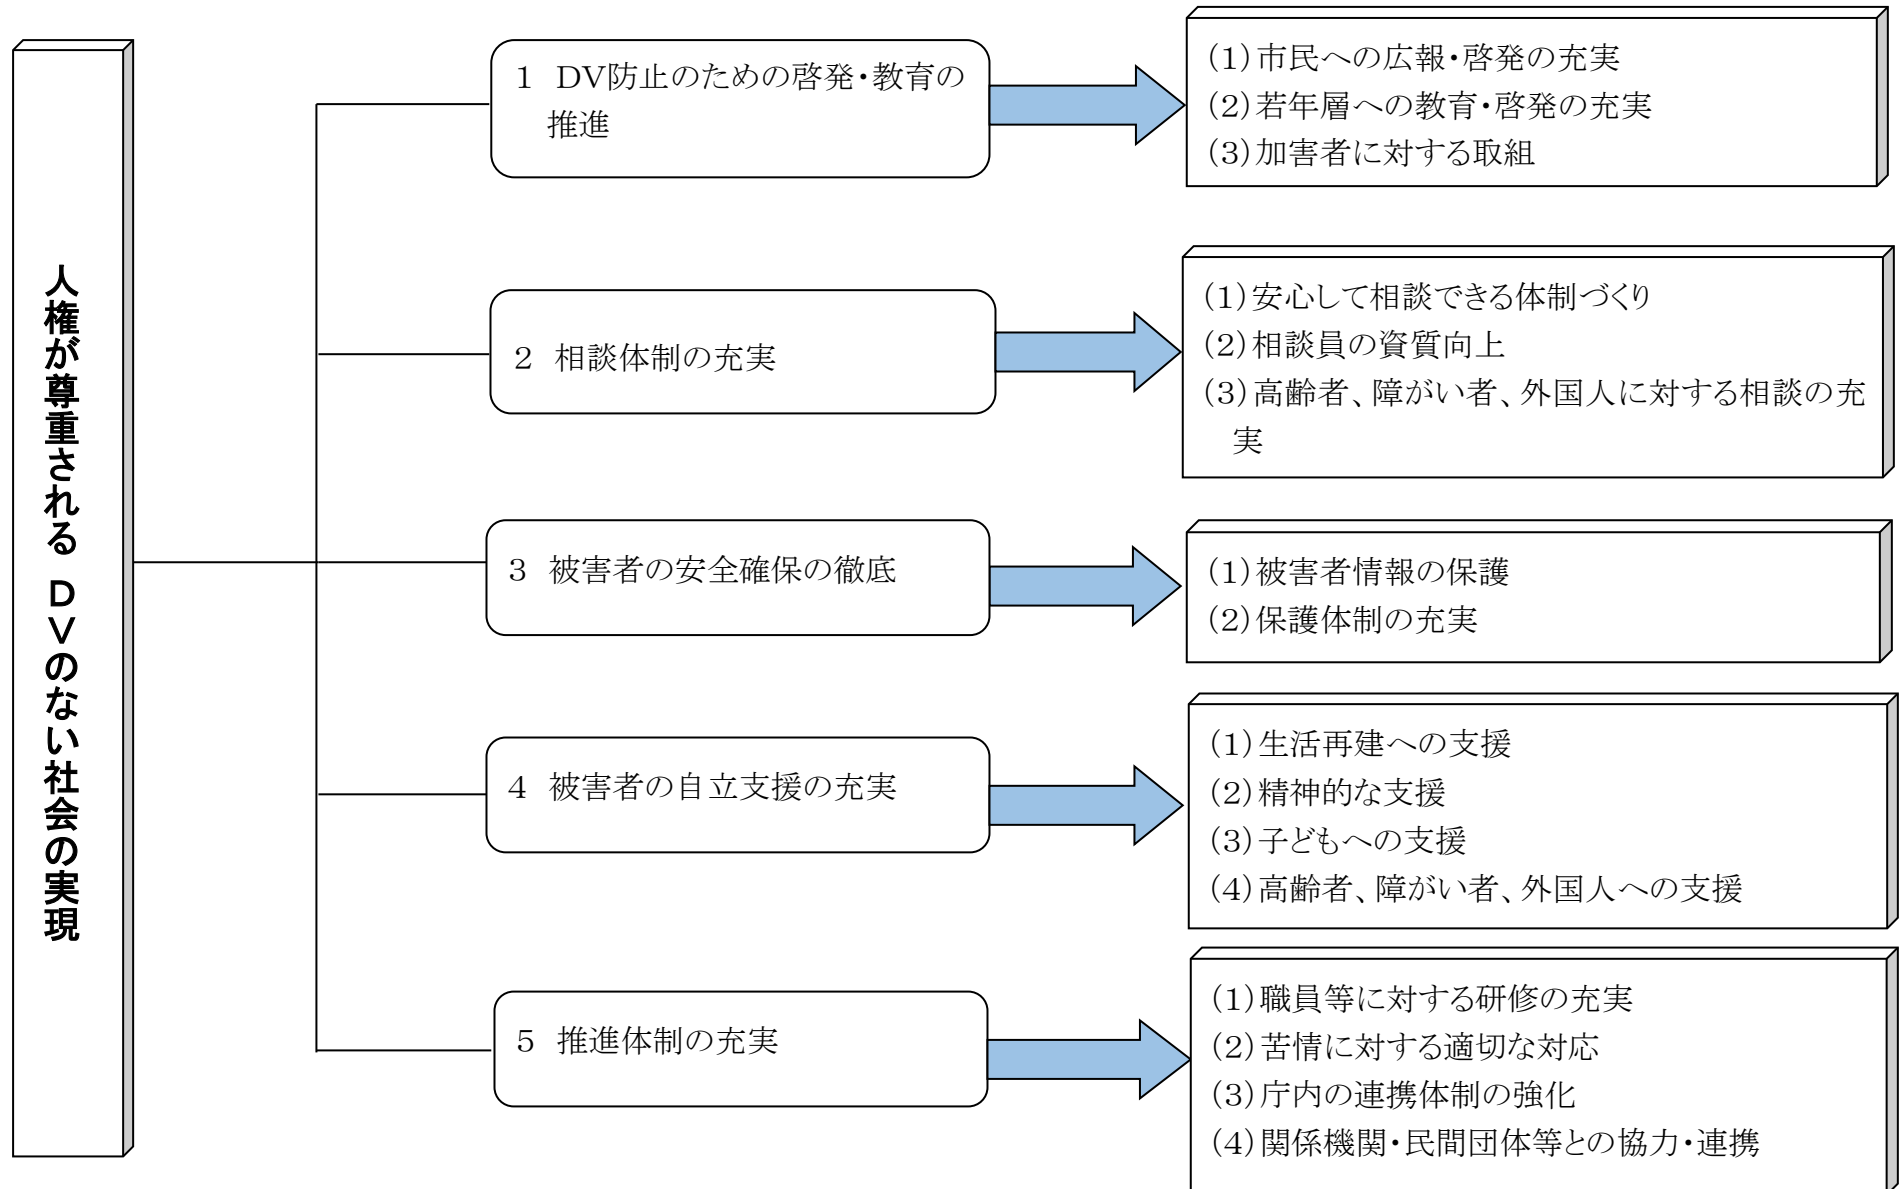 人権が尊重される DVのない社会の実現
１ DV防止のための啓発・教育の
推進
（１）市民への広報・啓発の充実
（２）若年層への教育・啓発の充実
（３）加害者に対する取組
２ 相談体制の充実
（１）安心して相談できる体制づくり
（２）相談員の資質向上
（３）高齢者、障がい者、外国人に対する相談の充
実
３ 被害者の安全確保の徹底
（１）被害者情報の保護
（２）保護体制の充実
４ 被害者の自立支援の充実
（１）生活再建への支援
（２）精神的な支援
（３）子どもへの支援
（４）高齢者、障がい者、外国人への支援
５ 推進体制の充実
（１）職員等に対する研修の充実
（２）苦情に対する適切な対応
（３）庁内の連携体制の強化
（４）関係機関・民間団体等との協力・連携